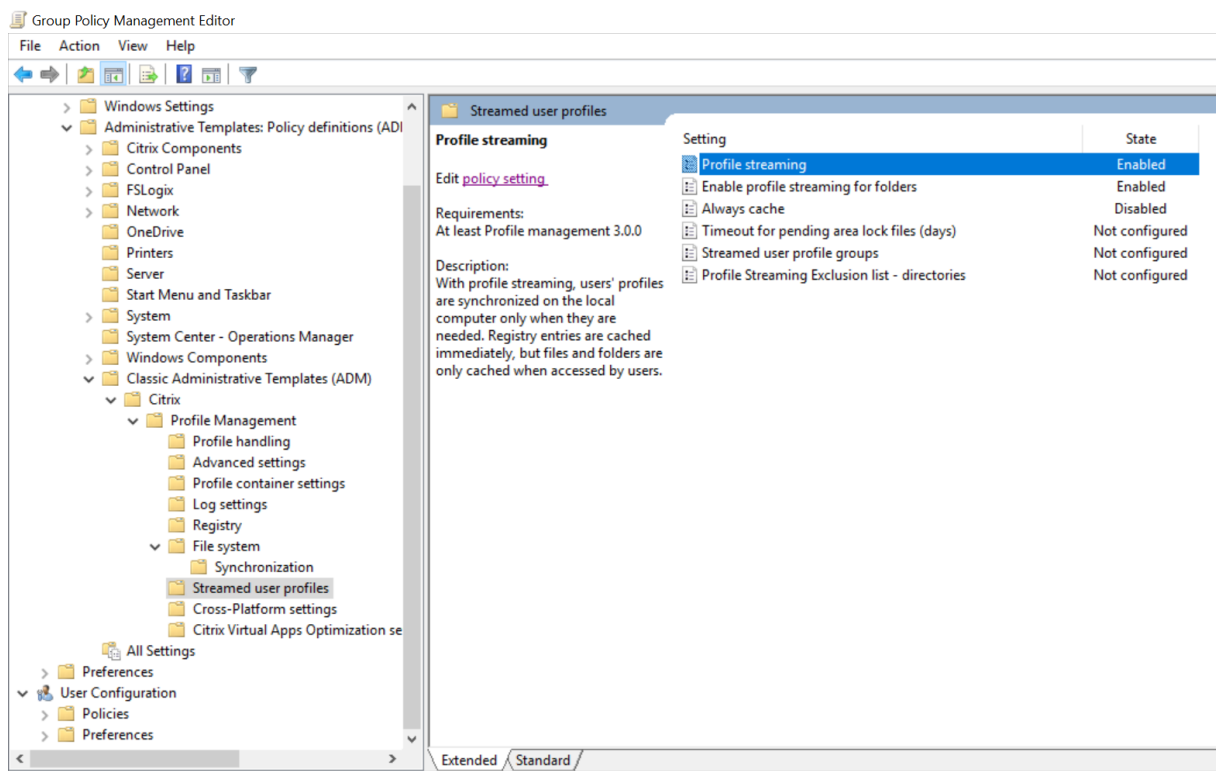 Group Policy Management Editor
File Action View Help
Windows Settings
Administrative Templates: Policy definitions (ADI
Citrix Components
Control Panel
FSLogix
Network
OneDrive
Printers
Server
Start Menu and Taskbar
System
System Center - Operations Manager
Windows Components
Classic Administrative Templates (ADM)
Citrix
Profile Management
Profile handling
Advanced settings
Profile container settings
Log settings
Registry
File system
Synchronization
Streamed user profiles
Cross-Platform settings
Citrix Virtual Apps Optimization se
All Settings
Preferences
User Configuration
Policies
Preferences
Streamed user profiles
Profile streaming
Edit policy setting
Requirements:
At least Profile management 3.0.0
Description:
With profile streaming, users' profiles
are synchronized on the local
computer only when they are
needed. Registry entries are cached
immediately, but files and folders are
only cached when accessed by users.
Setting State
Profile streaming Enabled
Enable profile streaming for folders Enabled
Always cache Disabled
Timeout for pending area lock files (days) Not configured
Streamed user profile groups Not configured
Profile Streaming Exclusion list - directories Not configured
Extended Standard